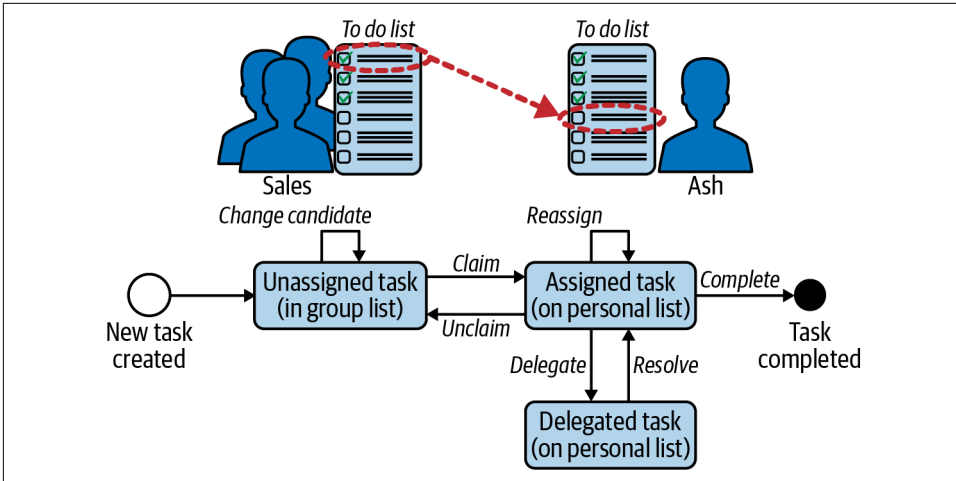 To do list
To do list
Sales
Ash
Change candidate
Reassign
Unassigned task
(in group list)
Claim
Unclaim
Assigned task
(on personal list)
Complete
New task
created
Task
completed
Delegate
Resolve
Delegated task
(on personal list)